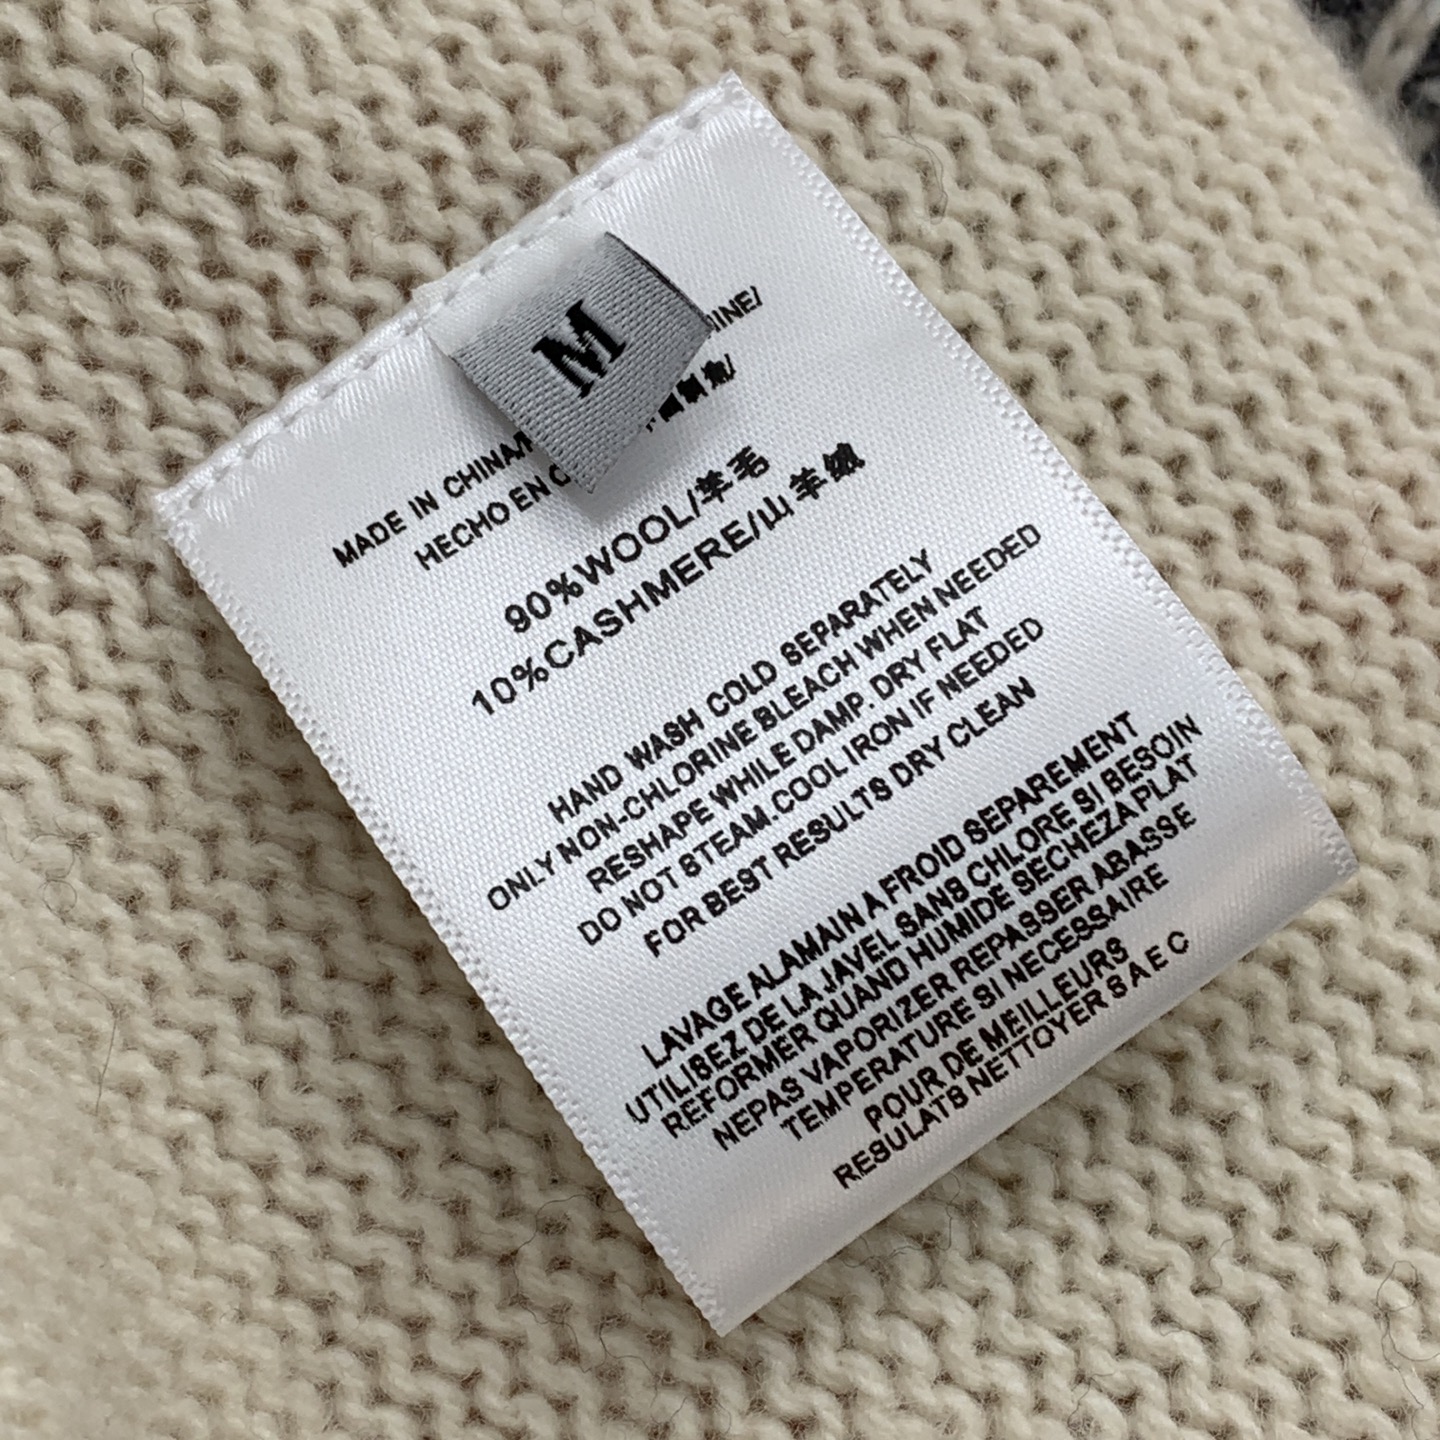 M
MADE IN CHINA/
HECHO EN
90%WOOL/羊毛
10%CASHMERE/山羊绒
HAND WASH COLD SEPARATELY
ONLY NON-CHLORINE BLEACH WHEN NEEDED
RESHAPE WHILE DAMP. DRY FLAT
DO NOT STEAM.COOL IRON IF NEEDED
FOR BEST RESULTS DRY CLEAN
LAVAGE ALAMAIN A FROID SEPAREMENT
UTILISEZ DE LA JAVEL SANS CHLORE SI BESOIN
REFORMER QUAND HUMIDE SECHEZA PLAT
NEPAS VAPORIZER REPASSER ABASSE
TEMPERATURE SI NECESSAIRE
POUR DE MEILLEURS
RESULATS NETTOYER S A E C